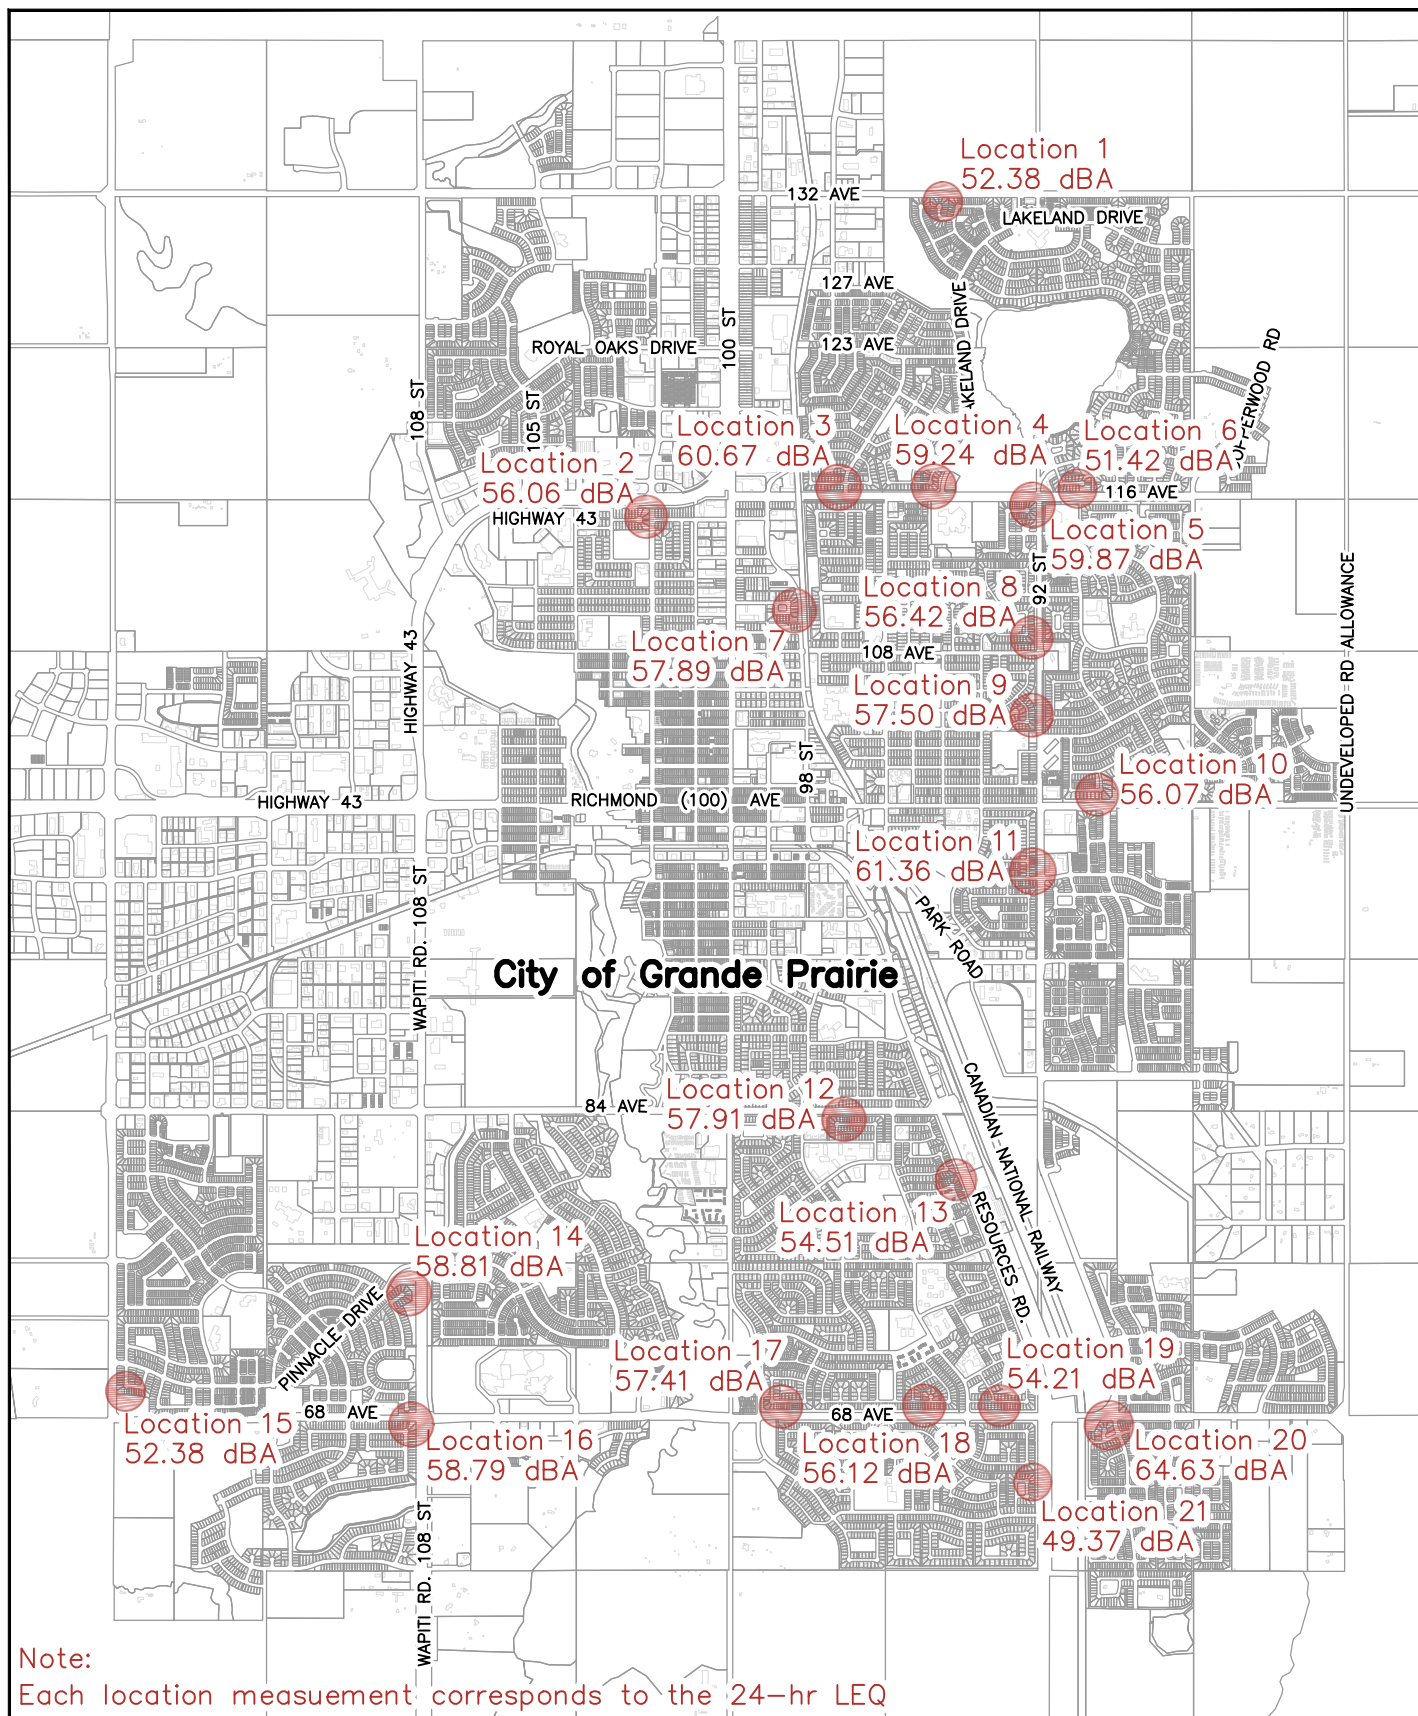 Location 1
52.38 dBA
132 AVE
LAKELAND DRIVE
127 AVE
LAKELAND DRIVE
100 ST
123 AVE
ROYAL OAKS DRIVE
108 ST
105 ST
Location 3
60.67 dBA
Location 4
59.24 dBA
Location 6
51.42 dBA
Location 2
56.06 dBA
HIGHWAY 43
116 AVE
Location 5
59.87 dBA
92 ST
Location 8
56.42 dBA
UNDEVELOPED RD ALLOWANCE
Location 7
57.89 dBA
108 AVE
HIGHWAY 43
Location 9
57.50 dBA
98 ST
Location 10
56.07 dBA
HIGHWAY 43
RICHMOND (100) AVE
Location 11
61.36 dBA
WAPITI RD. 108 ST
PARK ROAD
City of Grande Prairie
Location 12
57.91 dBA
84 AVE
CANADIAN NATIONAL RAILWAY
Location 13
54.51 dBA
RESOURCES RD.
Location 14
58.81 dBA
PINNACLE DRIVE
Location 17
57.41 dBA
Location 19
54.21 dBA
68 AVE
68 AVE
Location 15
52.38 dBA
Location 16
58.79 dBA
Location 18
56.12 dBA
Location 20
64.63 dBA
Location 21
49.37 dBA
WAPITI RD. 108 ST
Note:
Each location measuement corresponds to the 24-hr LEQ